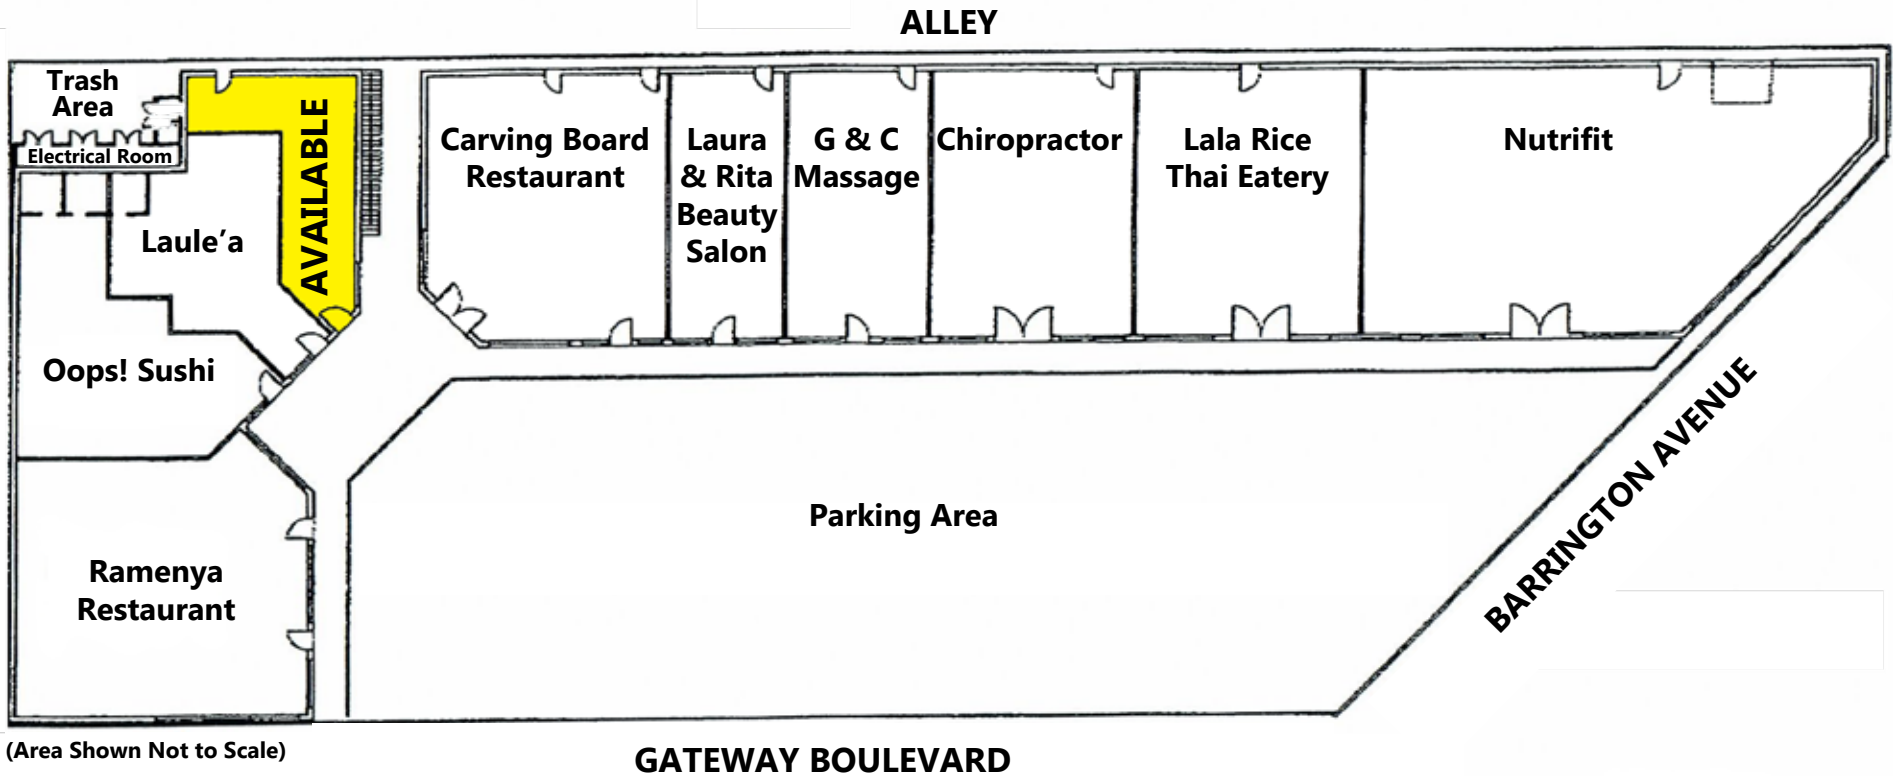 ALLEY
Trash
Area
Electrical Room
AVAILABLE
Laule’a
Oops! Sushi
Ramenya
Restaurant
Carving Board
Restaurant
Laura
& Rita
Beauty
Salon
G & C
Massage
Chiropractor
Lala Rice
Thai Eatery
Nutrifit
Parking Area
BARRINGTON AVENUE
(Area Shown Not to Scale)
GATEWAY BOULEVARD